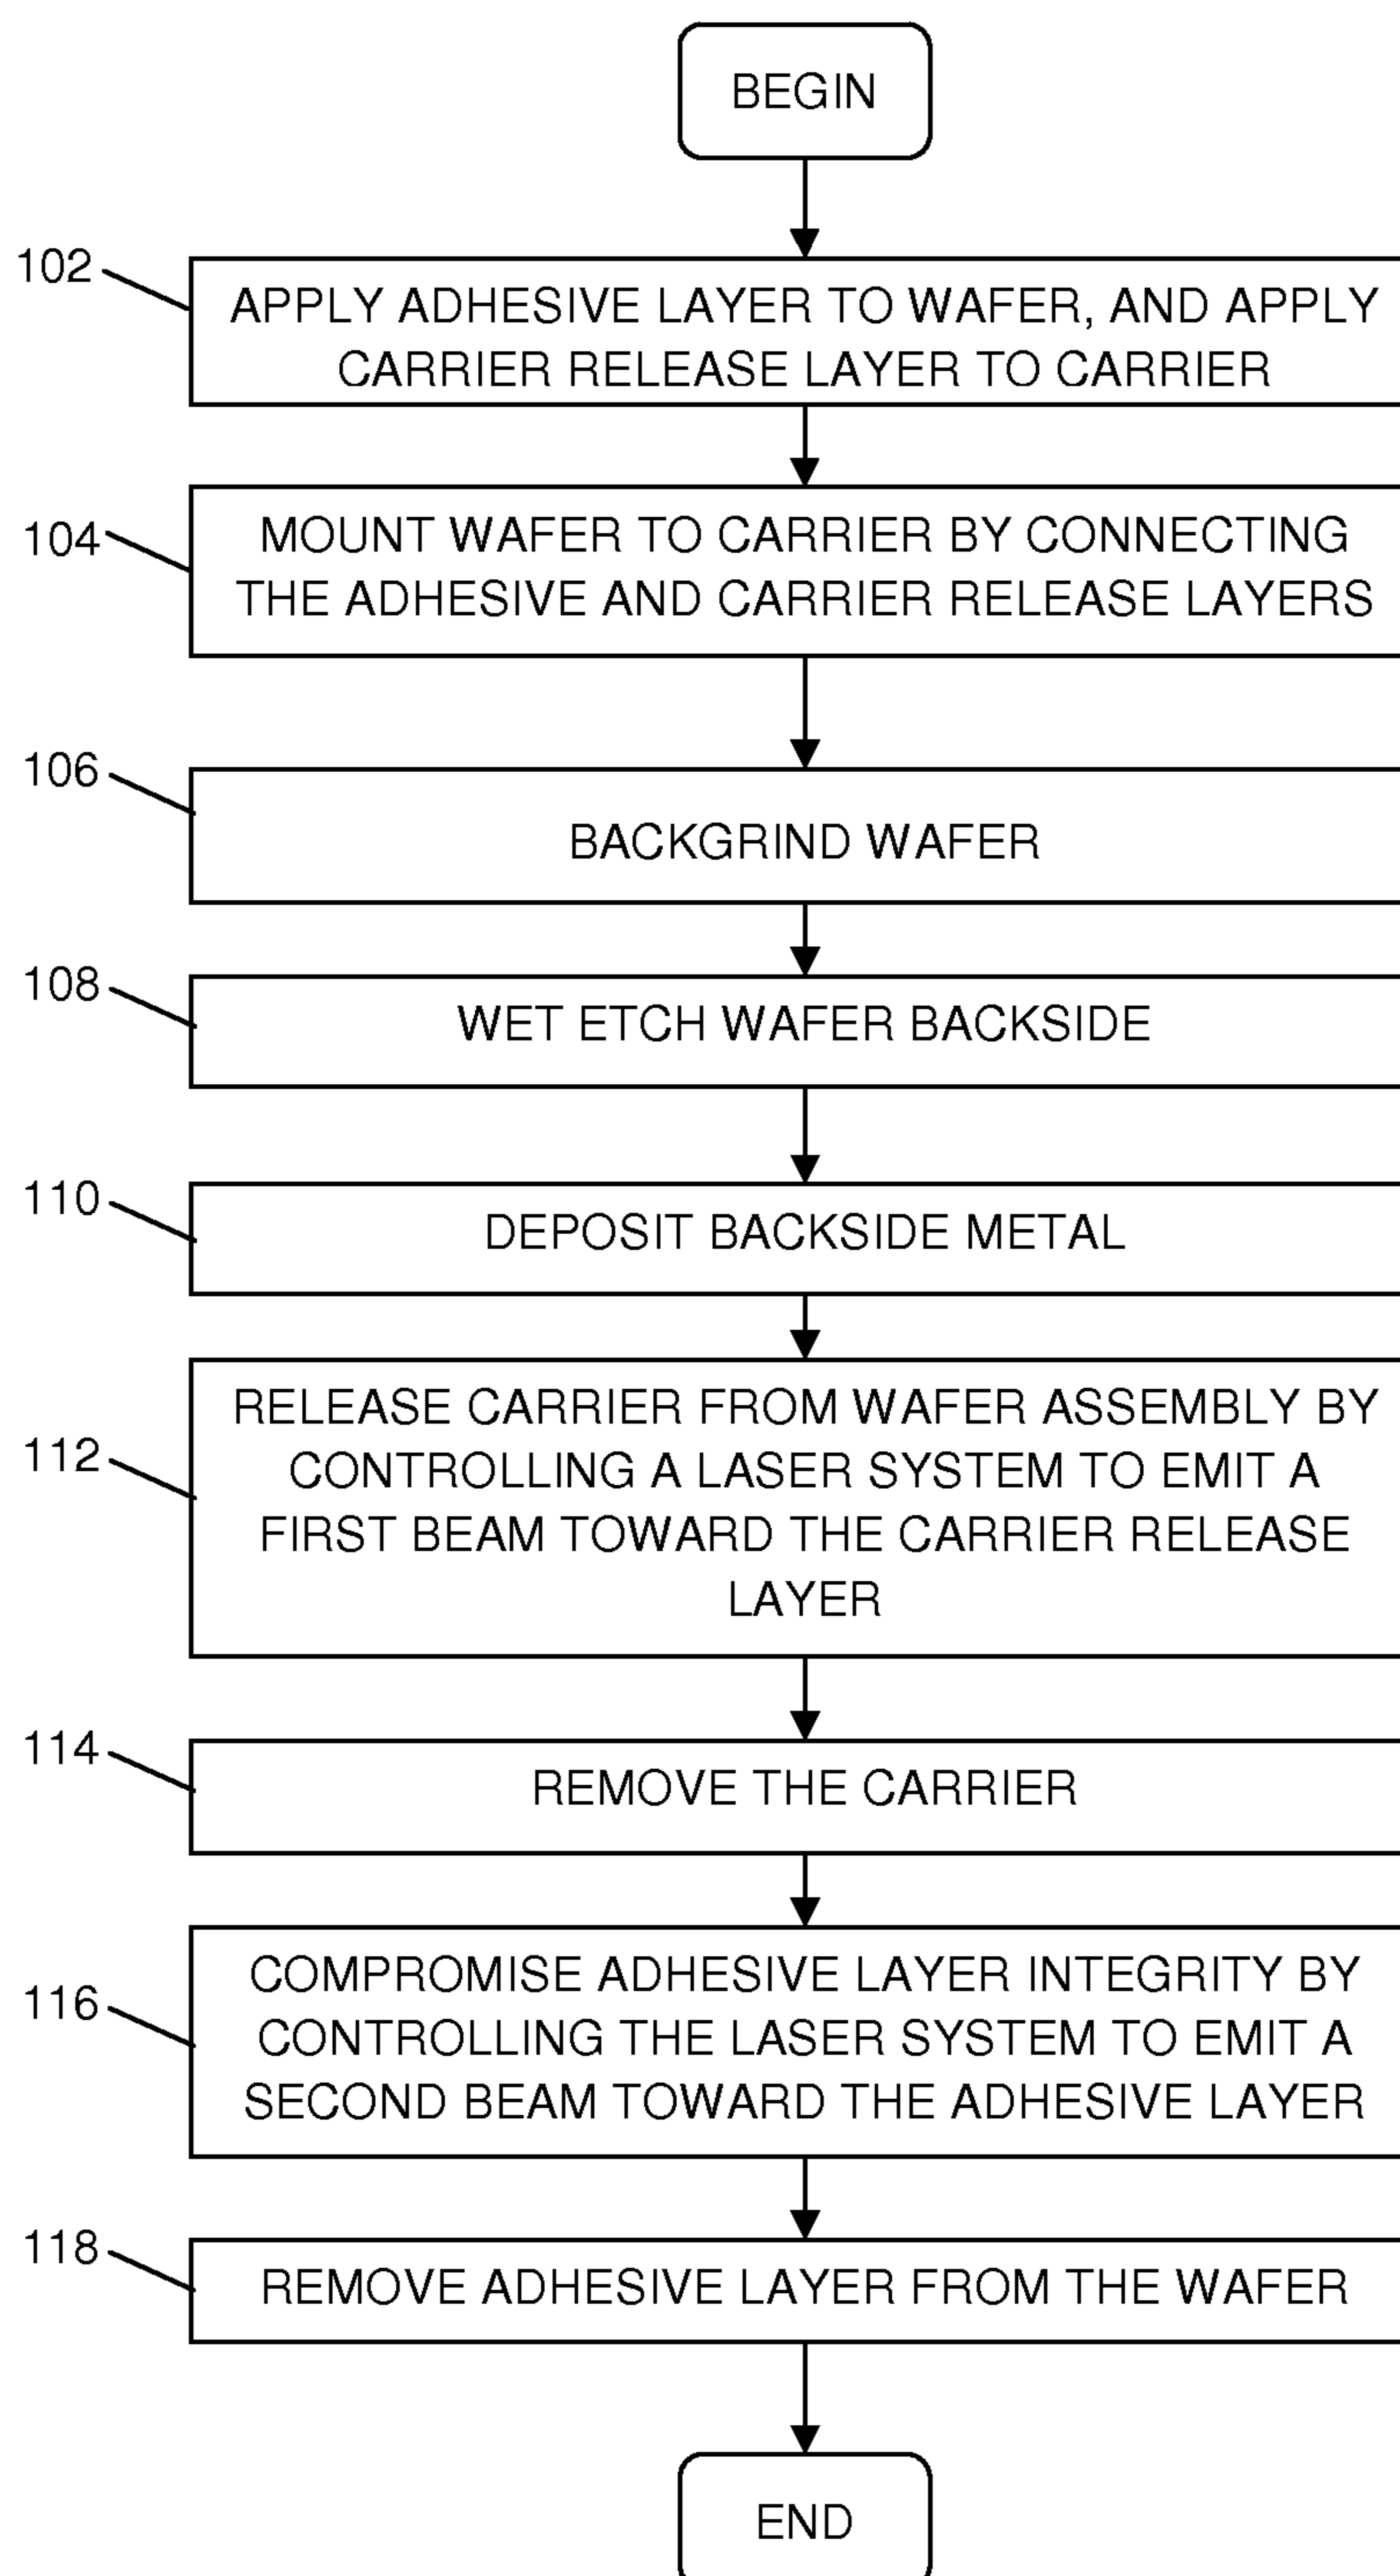 BEGIN
102
APPLY ADHESIVE LAYER TO WAFER, AND APPLY
CARRIER RELEASE LAYER TO CARRIER
104
MOUNT WAFER TO CARRIER BY CONNECTING
THE ADHESIVE AND CARRIER RELEASE LAYERS
106
BACKGRIND WAFER
108
WET ETCH WAFER BACKSIDE
110
DEPOSIT BACKSIDE METAL
112
RELEASE CARRIER FROM WAFER ASSEMBLY BY
CONTROLLING A LASER SYSTEM TO EMIT A
FIRST BEAM TOWARD THE CARRIER RELEASE
LAYER
114
REMOVE THE CARRIER
116
COMPROMISE ADHESIVE LAYER INTEGRITY BY
CONTROLLING THE LASER SYSTEM TO EMIT A
SECOND BEAM TOWARD THE ADHESIVE LAYER
118
REMOVE ADHESIVE LAYER FROM THE WAFER
END